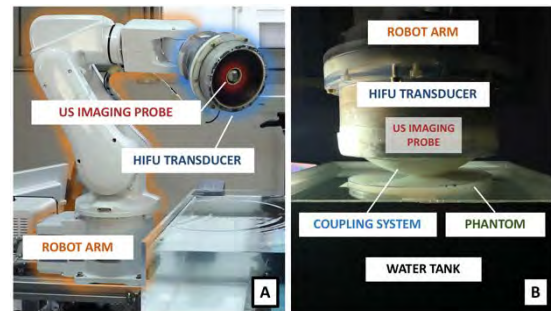 US IMAGING PROBE
HIFU TRANSDUCER
ROBOT ARM
A
ROBOT ARM
HIFU TRANSDUCER
US IMAGING
PROBE
COUPLING SYSTEM
PHANTOM
WATER TANK
B